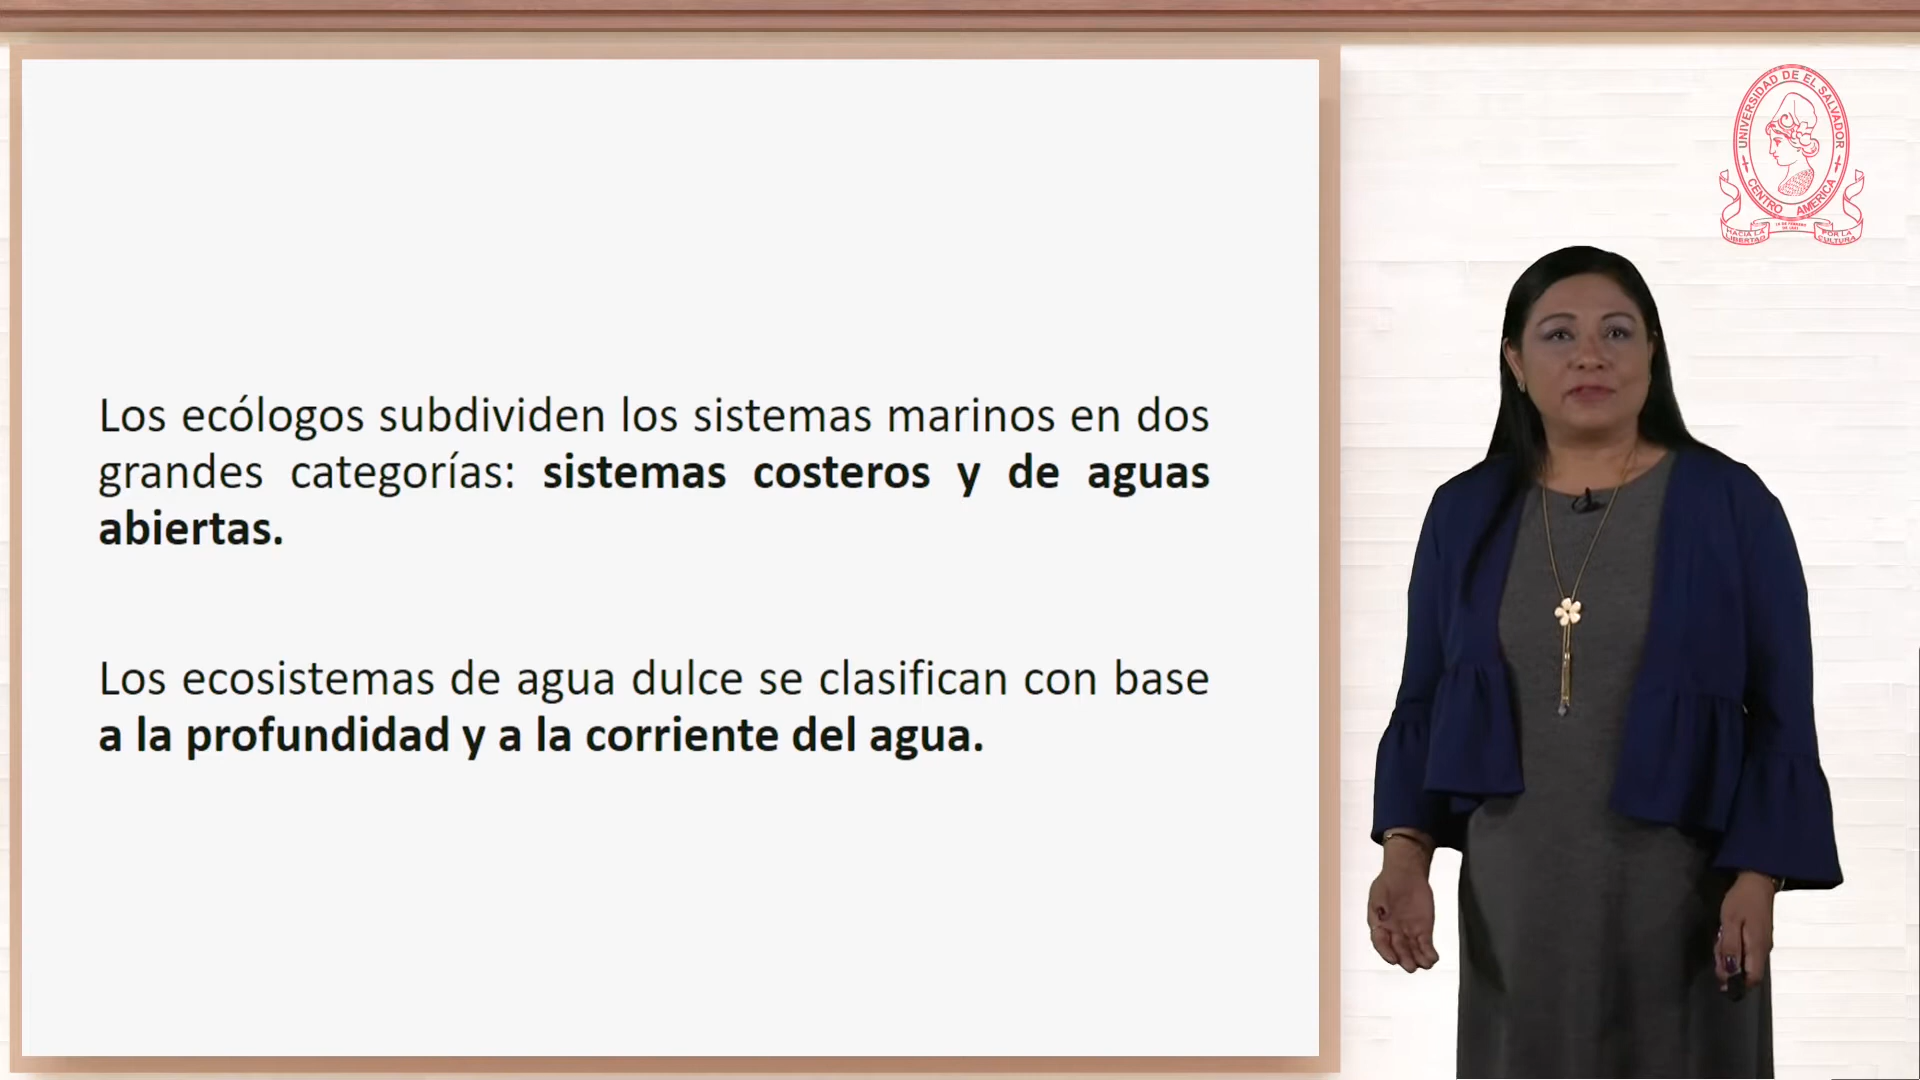 Los ecólogos subdividen los sistemas marinos en dos
grandes categorías: sistemas costeros y de aguas
abiertas.
Los ecosistemas de agua dulce se clasifican con base
a la profundidad y a la corriente del agua.
UNIVERSIDAD DE EL SALVADOR
CENTRO AMERICA
HACIA LA
LIBERTAD
POR LA
CULTURA